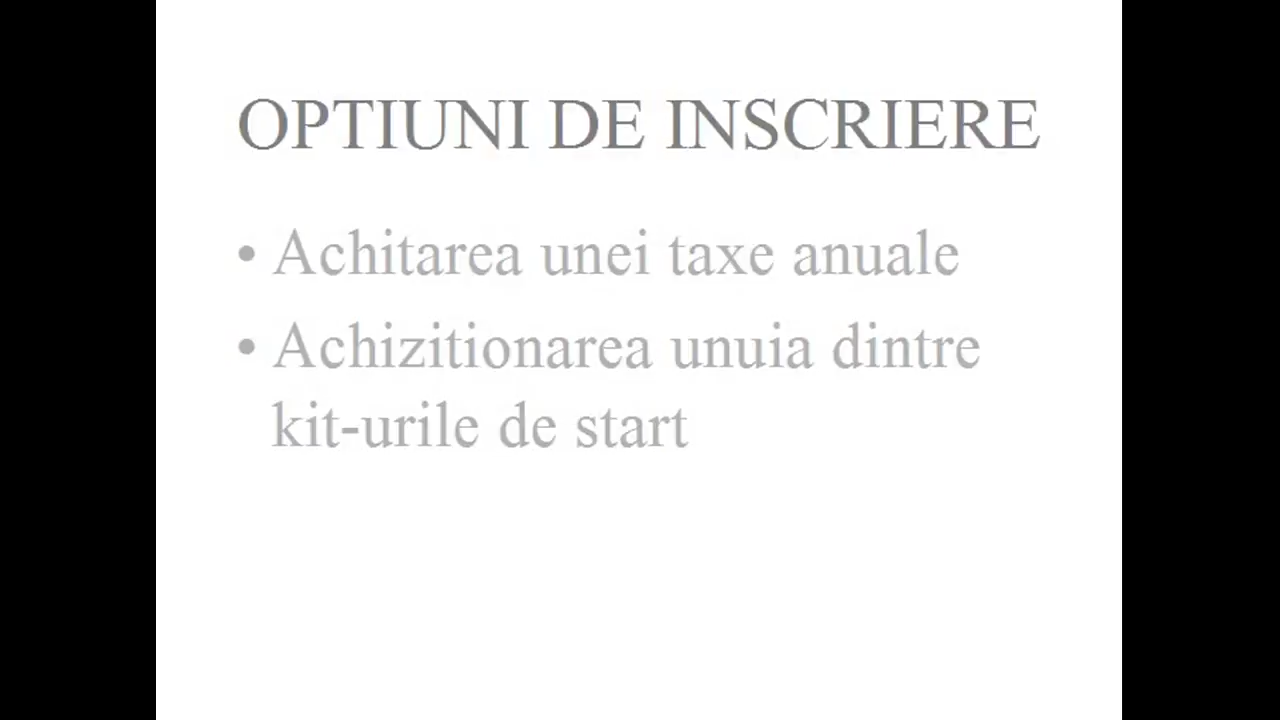 OPTIUNI DE INSCRIERE
• Achitarea unei taxe anuale
• Achizitionarea unuia dintre
kit-urile de start